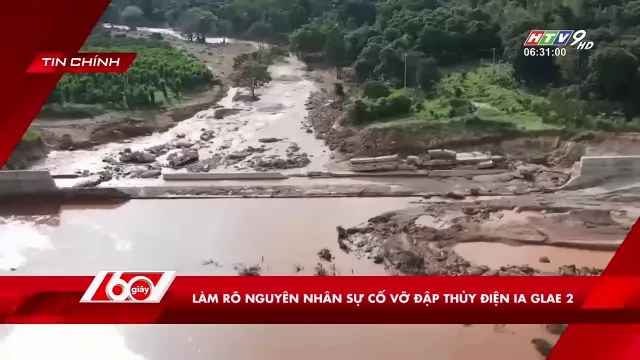 TIN CHÍNH
HTV9 HD
06:31:00
60 giây
LÀM RÕ NGUYÊN NHÂN SỰ CỐ VỠ ĐẬP THỦY ĐIỆN IA GLAE 2